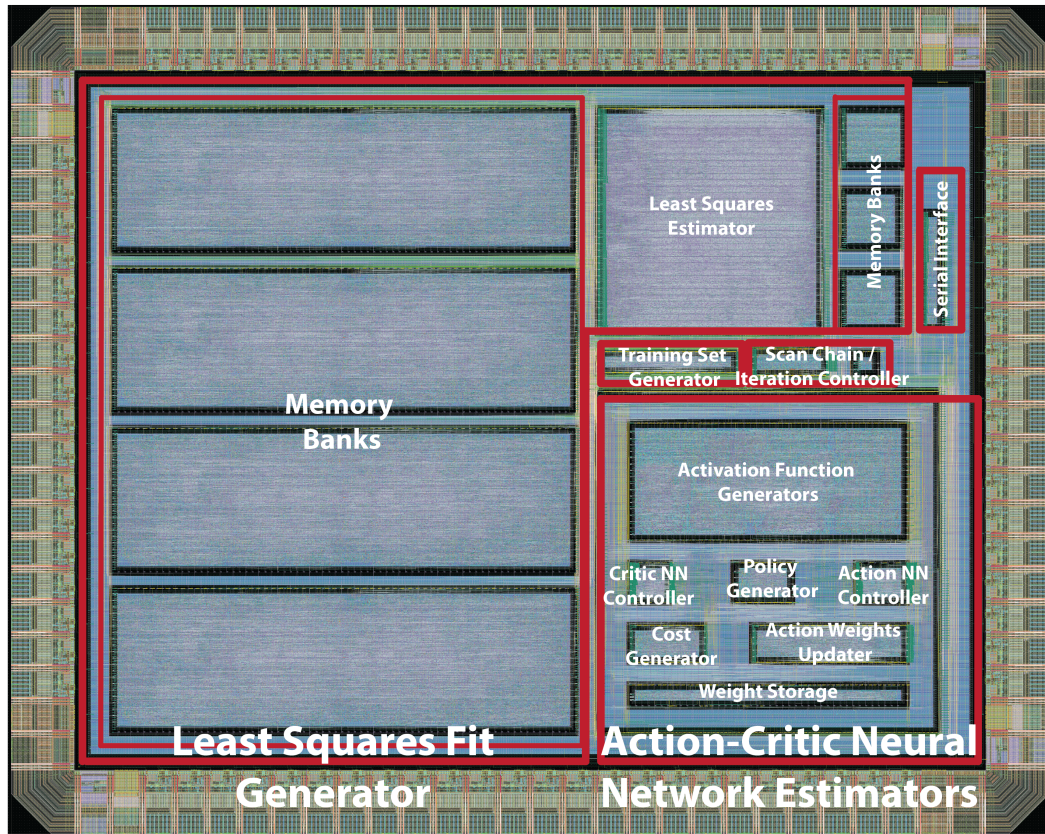 Least Squares
Estimator
Memory Banks
Serial Interface
Training Set
Generator
Scan Chain /
Iteration Controller
Memory
Banks
Activation Function
Generators
Critic NN
Controller
Policy
Generator
Action NN
Controller
Cost
Generator
Action Weights
Updater
Weight Storage
Least Squares Fit
Generator
Action-Critic Neural
Network Estimators